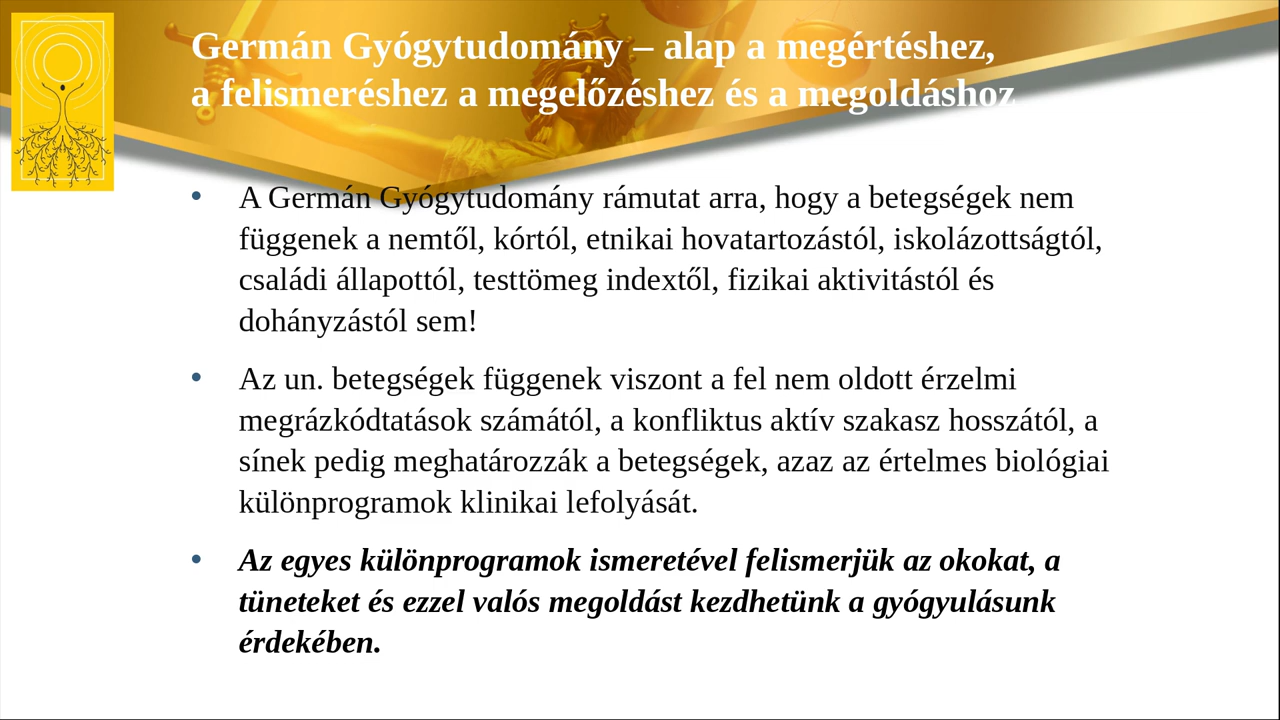 Germán Gyógytudomány – alap a megértéshez,
a felismeréshez a megelőzéshez és a megoldáshoz
• A Germán Gyógytudomány rámutat arra, hogy a betegségek nem
függenek a nemtől, kórtól, etnikai hovatartozástól, iskolázottságtól,
családi állapottól, testtömeg indextől, fizikai aktivitástól és
dohányzástól sem!
• Az un. betegségek függenek viszont a fel nem oldott érzelmi
megrázkódtatások számától, a konfliktus aktív szakasz hosszától, a
sínek pedig meghatározzák a betegségek, azaz az értelmes biológiai
különprogramok klinikai lefolyását.
• Az egyes különprogramok ismeretével felismerjük az okokat, a
tüneteket és ezzel valós megoldást kezdhetünk a gyógyulásunk
érdekében.